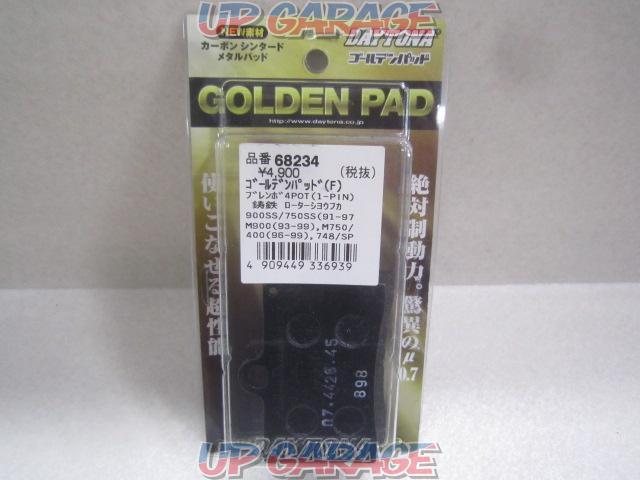 UP GARAGE
NEW素材
カーボン シンタード
メタルパッド
DAYTONA
ゴールデンパッド
GOLDEN PAD
http://www.daytona.co.jp
品番 68234
¥4,900 (税抜)
ゴールデンパッド(F)
ブレンボ4POT(1-PIN)
鋳鉄 ローターシヨウフカ
900SS/750SS(91-97
M900(93-99),M750/
400(96-99),748/SP
4 909449 336939
使いこなせる超性能
絶対制動力。驚異のμ0.7
07.4426.45
898
DAYTONA
UP GARAGE